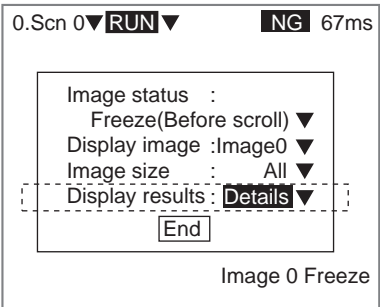 0.Scn 0▼ RUN ▼ NG 67ms
Image status :
Freeze(Before scroll) ▼
Display image :Image0 ▼
Image size : All ▼
Display results : Details ▼
End
Image 0 Freeze